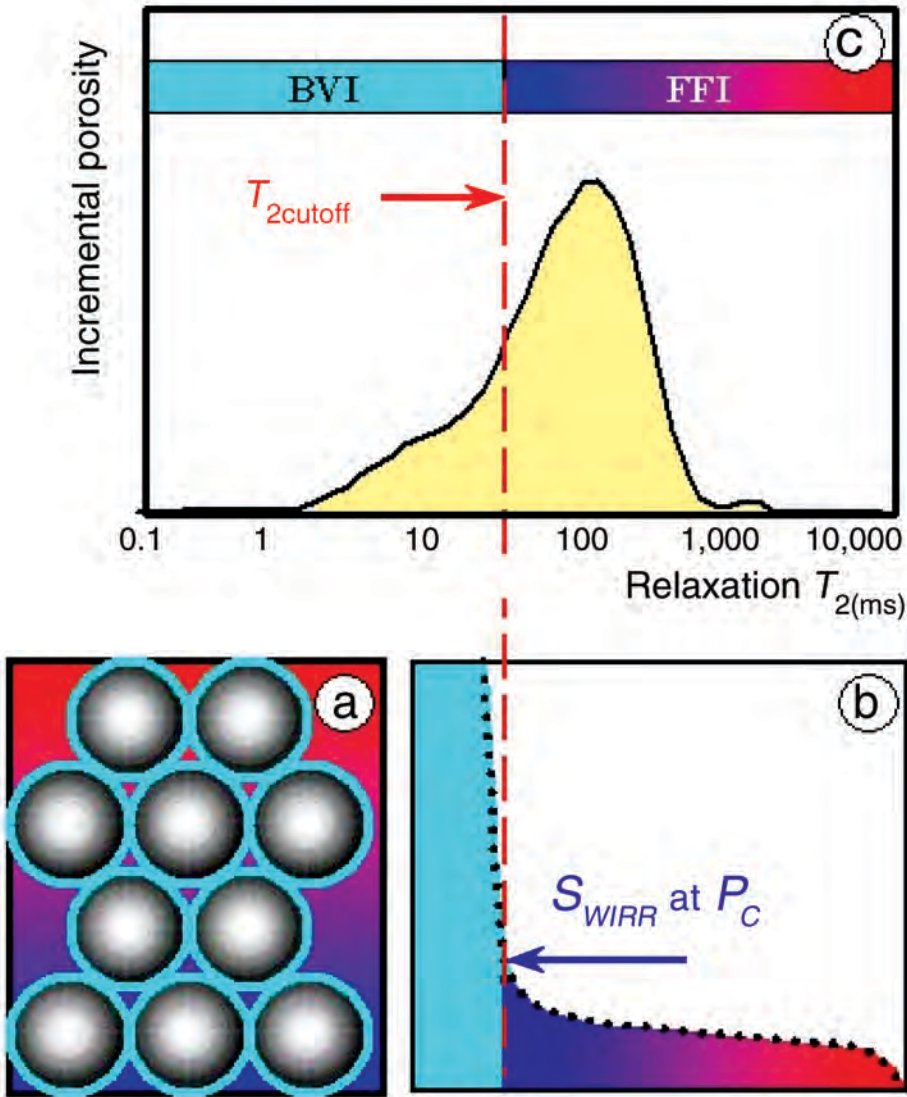 c
BVI FFI
Incremental porosity
T2cutoff
0.1 1 10 100 1,000 10,000
Relaxation T2(ms)
a
b
SWIRR at PC